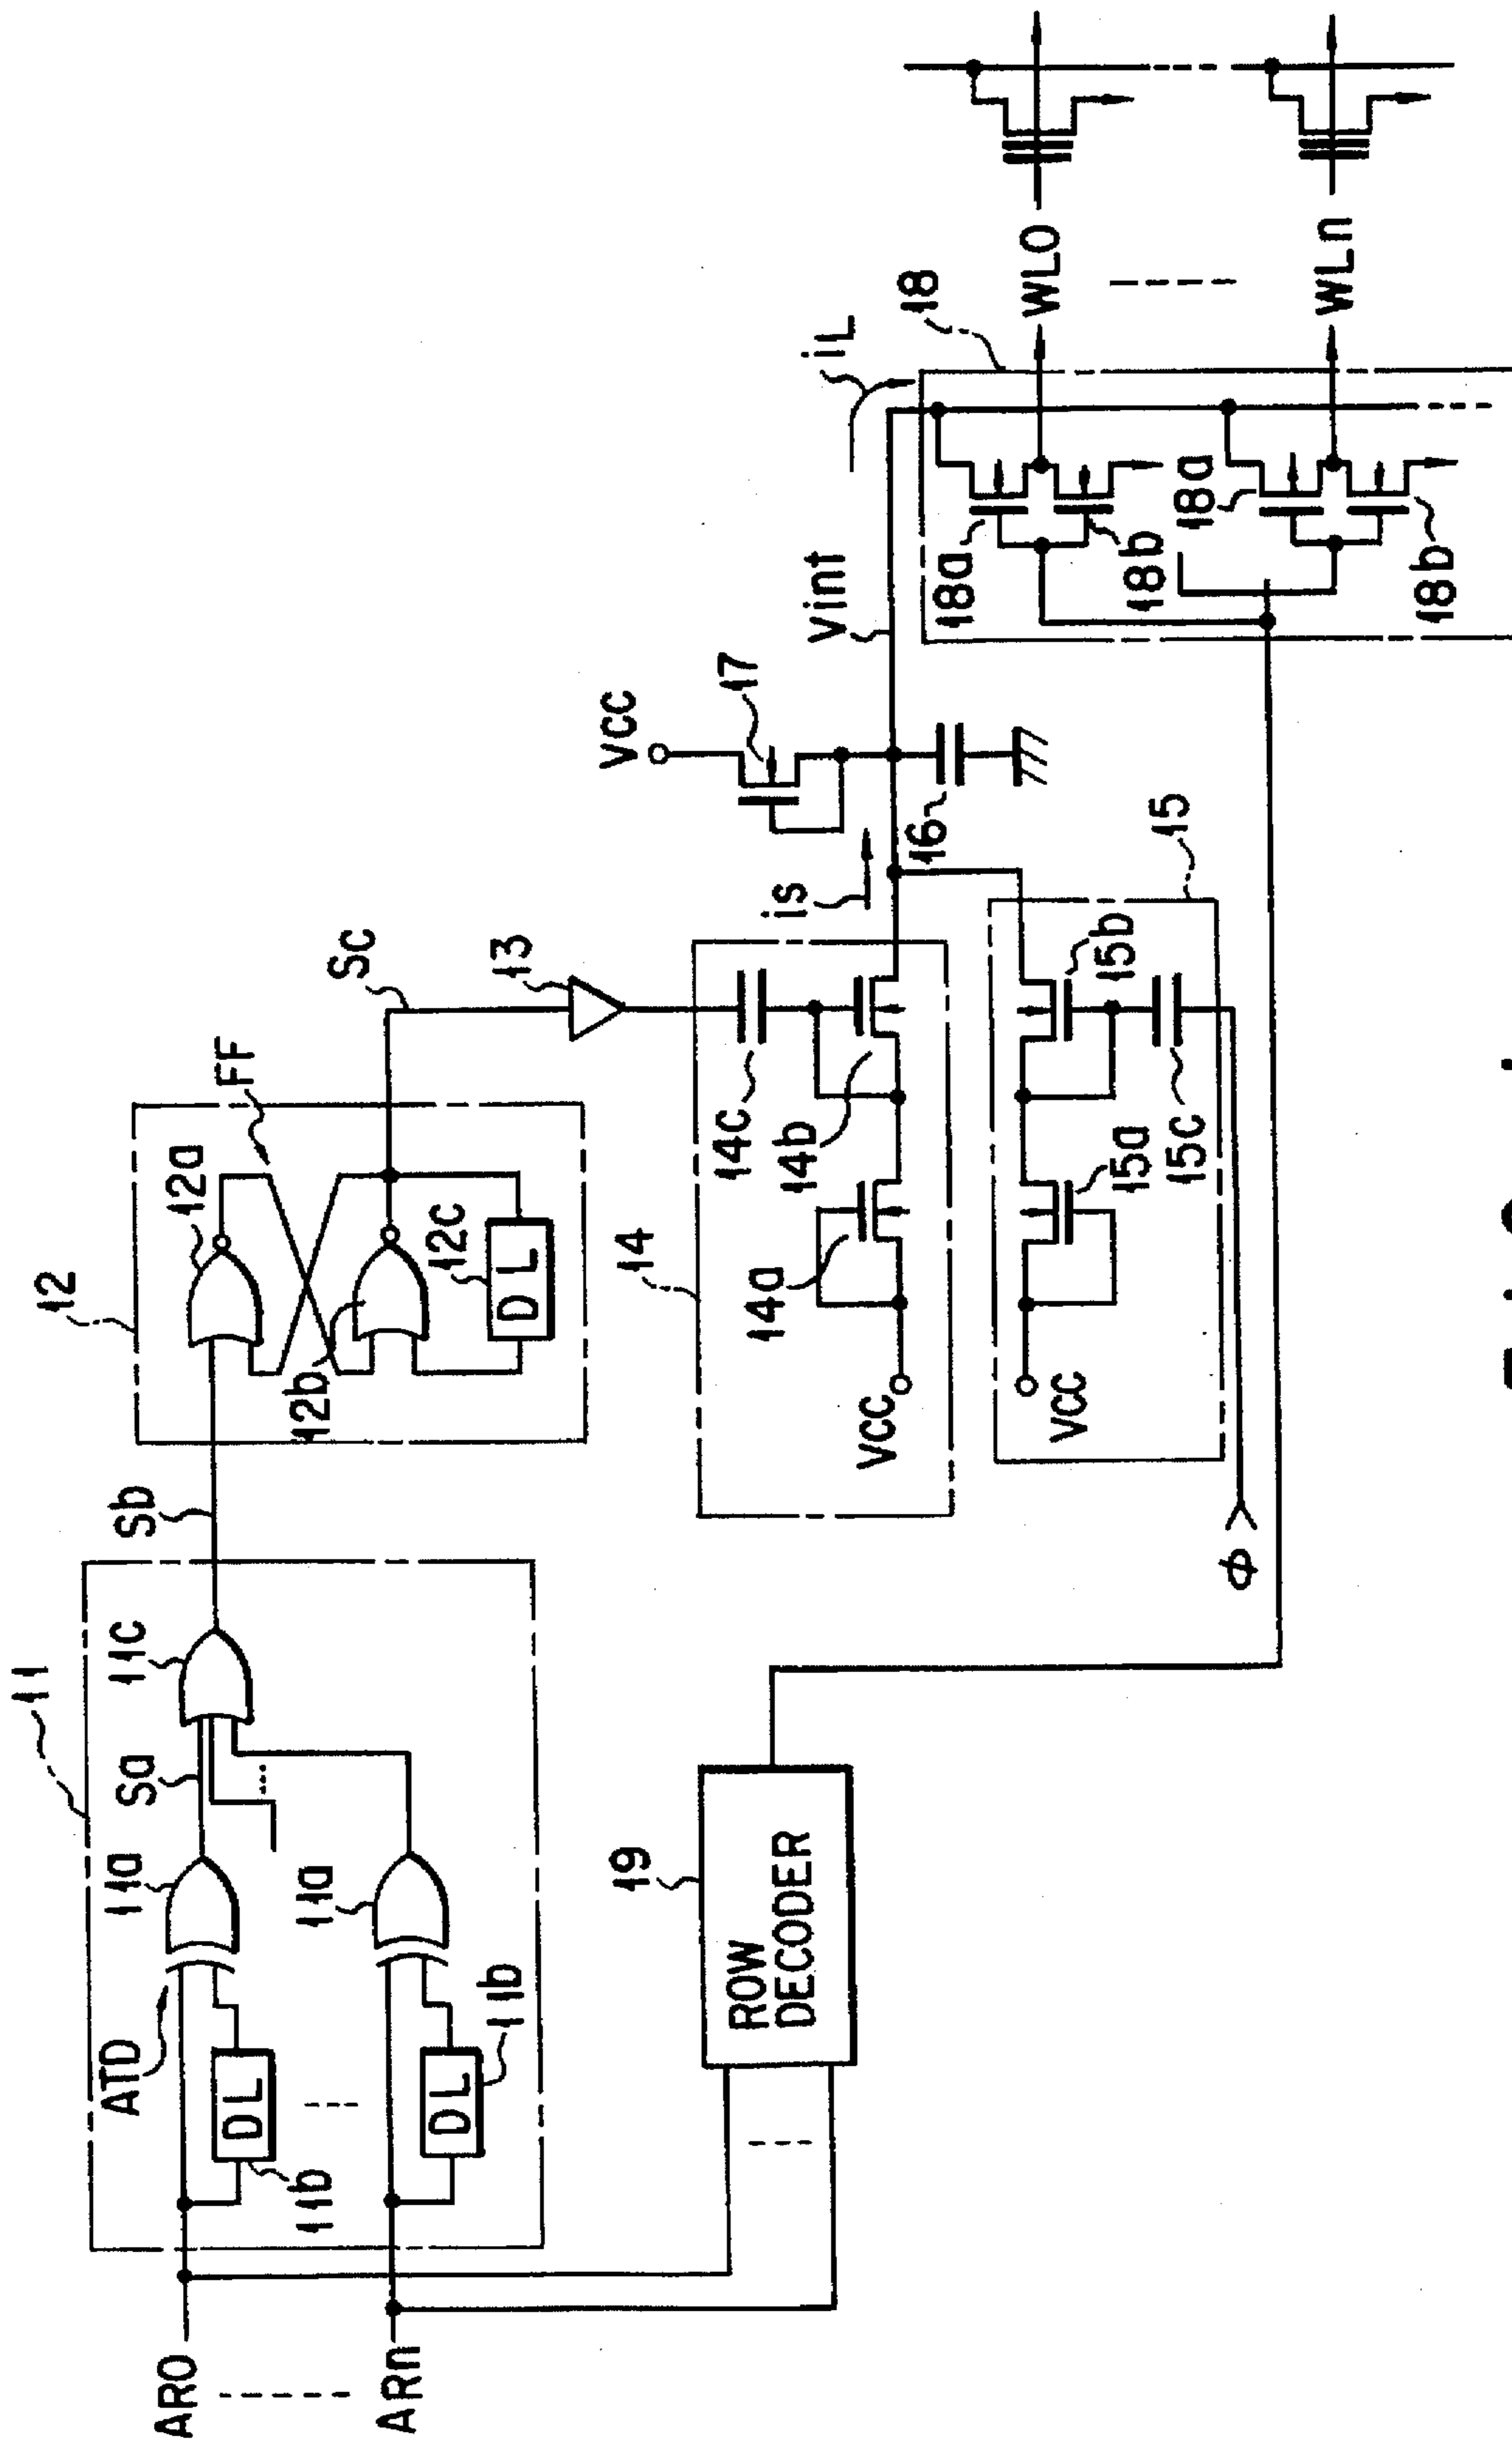 11
ATD
11a
Sa
11C
Sb
12
12a
FF
Sc
AR0
DL
11b
11a
12b
12C
DL
13
ARn
DL
11b
14
14C
is
VCC
17
Vint
iL
18
19
ROW
DECODER
14a
14b
VCC
16
18a
18b
WL0
VCC
15a
15b
15C
15
18a
18b
WLn
Φ